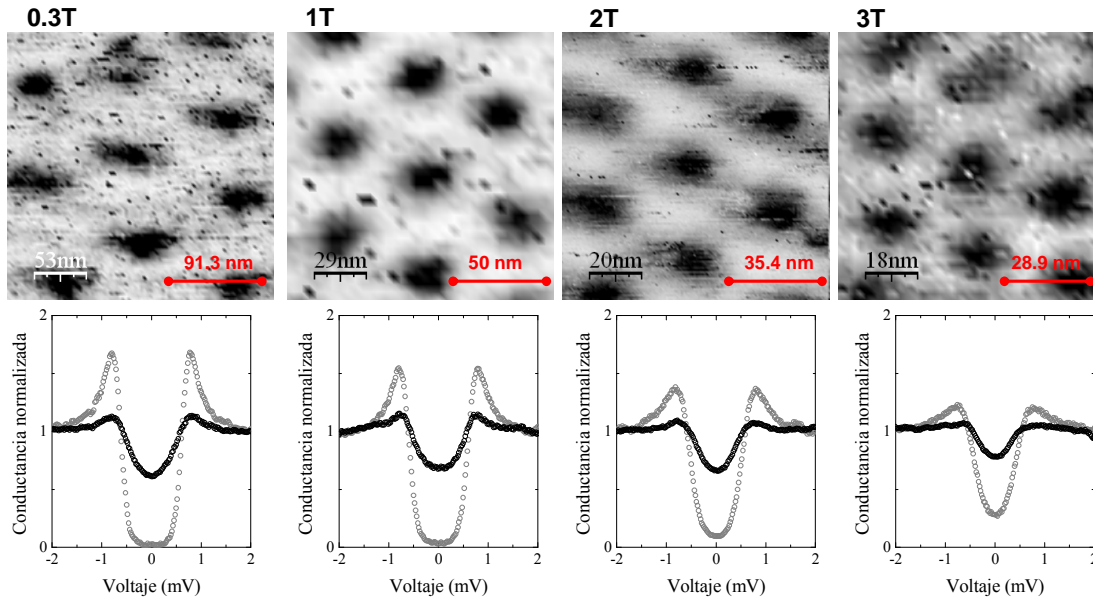 0.3T
1T
2T
3T
53nm
91.3 nm
29nm
50 nm
20nm
35.4 nm
18nm
28.9 nm
Conductancia normalizada
2
1
0
-2 -1 0 1 2
Voltaje (mV)
Conductancia normalizada
2
1
0
-2 -1 0 1 2
Voltaje (mV)
Conductancia normalizada
2
1
0
-2 -1 0 1 2
Voltaje (mV)
Conductancia normalizada
2
1
0
-2 -1 0 1 2
Voltaje (mV)